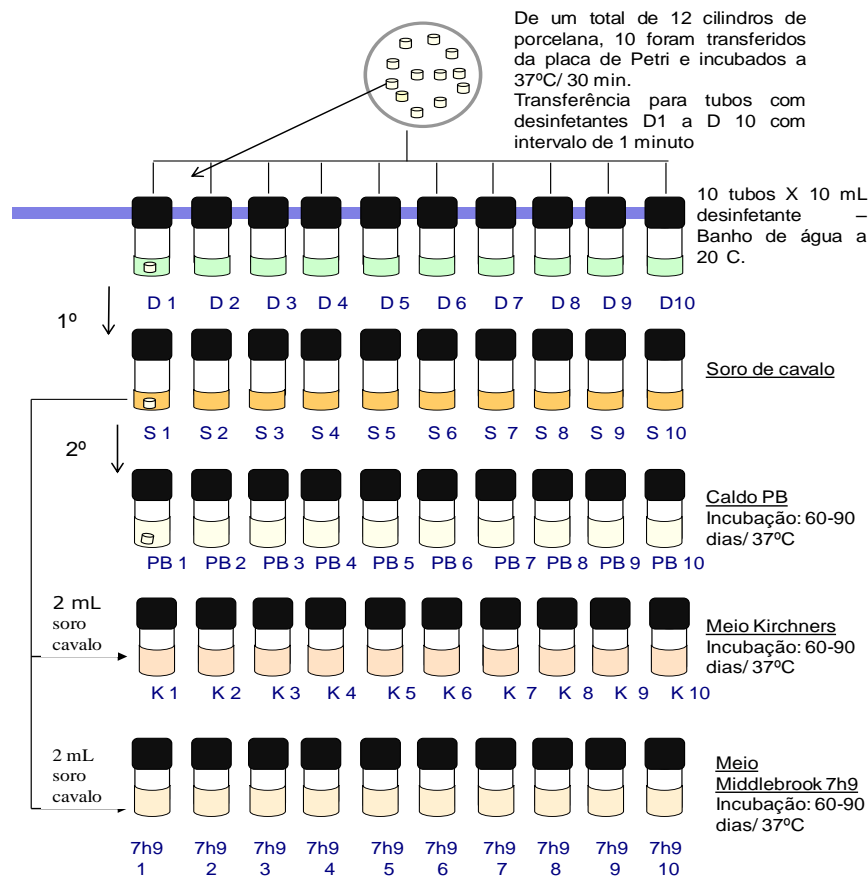 De um total de 12 cilindros de
porcelana, 10 foram transferidos
da placa de Petri e incubados a
37ºC/ 30 min.
Transferência para tubos com
desinfetantes D1 a D 10 com
intervalo de 1 minuto
10 tubos X 10 mL
desinfetante –
Banho de água a
20 C.
D 1 D 2 D 3 D 4 D 5 D 6 D 7 D 8 D 9 D10
1º
Soro de cavalo
S 1 S 2 S 3 S 4 S 5 S 6 S 7 S 8 S 9 S 10
2º
Caldo PB
Incubação: 60-90
dias/ 37ºC
PB 1 PB 2 PB 3 PB 4 PB 5 PB 6 PB 7 PB 8 PB 9 PB 10
2 mL
soro
cavalo
Meio Kirchners
Incubação: 60-90
dias/ 37ºC
K 1 K 2 K 3 K 4 K 5 K 6 K 7 K 8 K 9 K 10
2 mL
soro
cavalo
Meio
Middlebrook 7h9
Incubação: 60-90
dias/ 37ºC
7h9 7h9 7h9 7h9 7h9 7h9 7h9 7h9 7h9 7h9
1 2 3 4 5 6 7 8 9 10